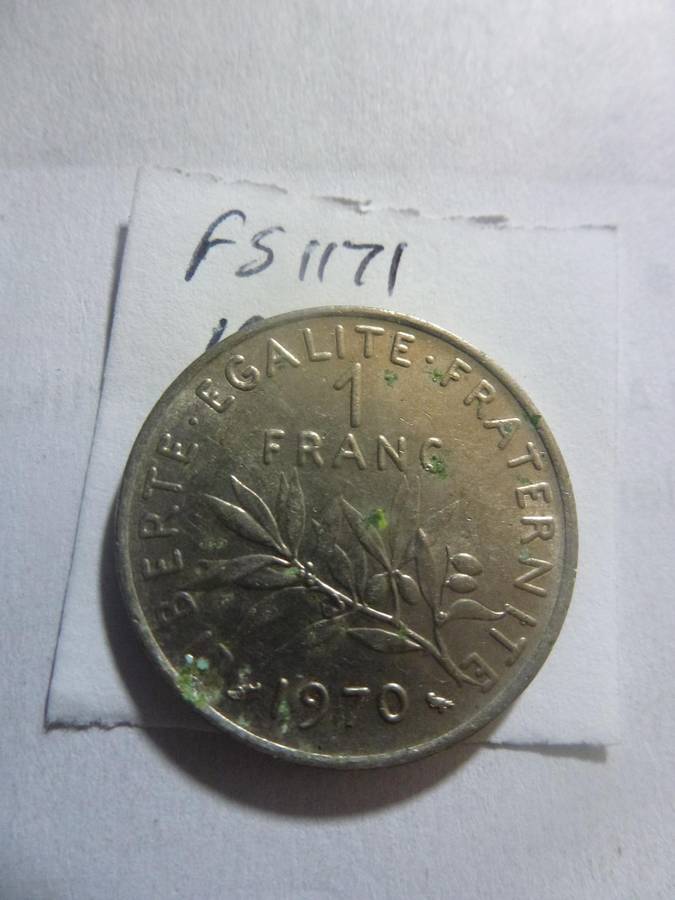 FS1171
LIBERTE · EGALITE · FRATERNITE
1
FRANC
1970